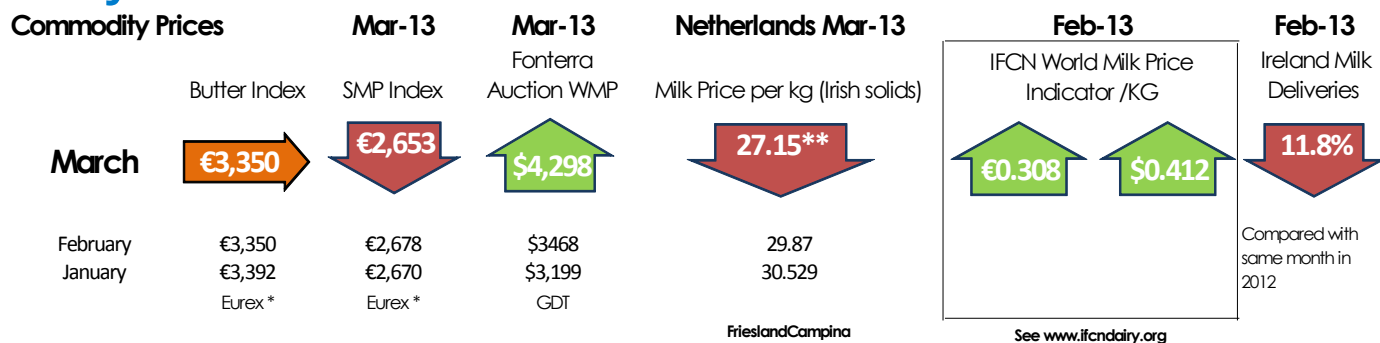 Commodity Prices Mar-13 Mar-13 Netherlands Mar-13 Feb-13 Feb-13
Butter Index SMP Index Fonterra Auction WMP Milk Price per kg (Irish solids) IFCN World Milk Price Indicator /KG Ireland Milk Deliveries
March €3,350 €2,653 $4,298 27.15** €0.308 $0.412 11.8%
February €3,350 €2,678 $3468 29.87
January €3,392 €2,670 $3,199 30.529
Compared with
same month in
2012
Eurex * Eurex * GDT
FrieslandCampina See www.ifcndairy.org